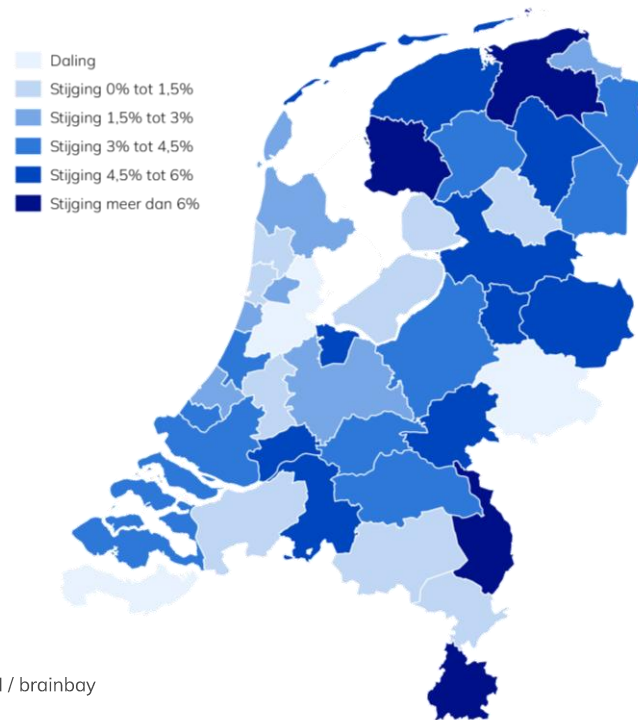 Daling
Stijging 0% tot 1,5%
Stijging 1,5% tot 3%
Stijging 3% tot 4,5%
Stijging 4,5% tot 6%
Stijging meer dan 6%
/ brainbay